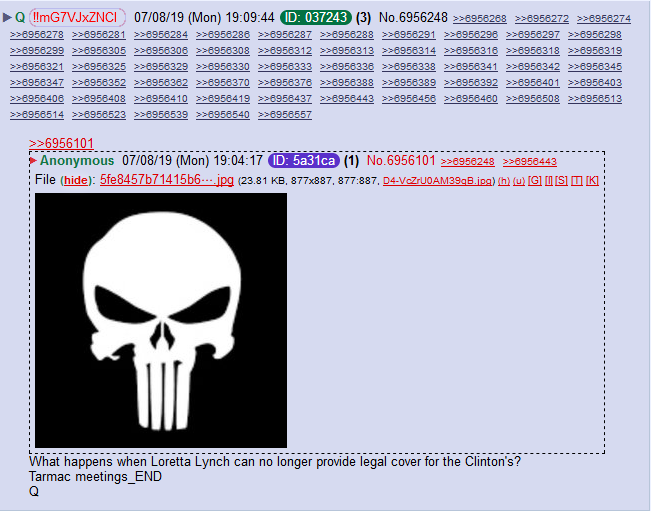 Q !!mG7VJxZNCI 07/08/19 (Mon) 19:09:44 ID: 037243 (3) No.6956248 >>6956268 >>6956272 >>6956274
>>6956278 >>6956281 >>6956284 >>6956286 >>6956287 >>6956288 >>6956291 >>6956296 >>6956297 >>6956298
>>6956299 >>6956305 >>6956306 >>6956308 >>6956312 >>6956313 >>6956314 >>6956316 >>6956318 >>6956319
>>6956321 >>6956325 >>6956329 >>6956330 >>6956333 >>6956336 >>6956338 >>6956341 >>6956342 >>6956345
>>6956347 >>6956352 >>6956362 >>6956370 >>6956376 >>6956388 >>6956389 >>6956392 >>6956401 >>6956403
>>6956406 >>6956408 >>6956410 >>6956419 >>6956437 >>6956443 >>6956456 >>6956460 >>6956508 >>6956513
>>6956514 >>6956523 >>6956539 >>6956540 >>6956557
>>6956101
Anonymous 07/08/19 (Mon) 19:04:17 ID: 5a31ca (1) No.6956101 >>6956248 >>6956443
File (hide): 5fe8457b71415b6⋯.jpg (23.81 KB, 877x887, 877:887, D4-VcZrU0AM39qB.jpg) (h) (u) [G] [I] [S] [T] [K]
What happens when Loretta Lynch can no longer provide legal cover for the Clinton's?
Tarmac meetings_END
Q